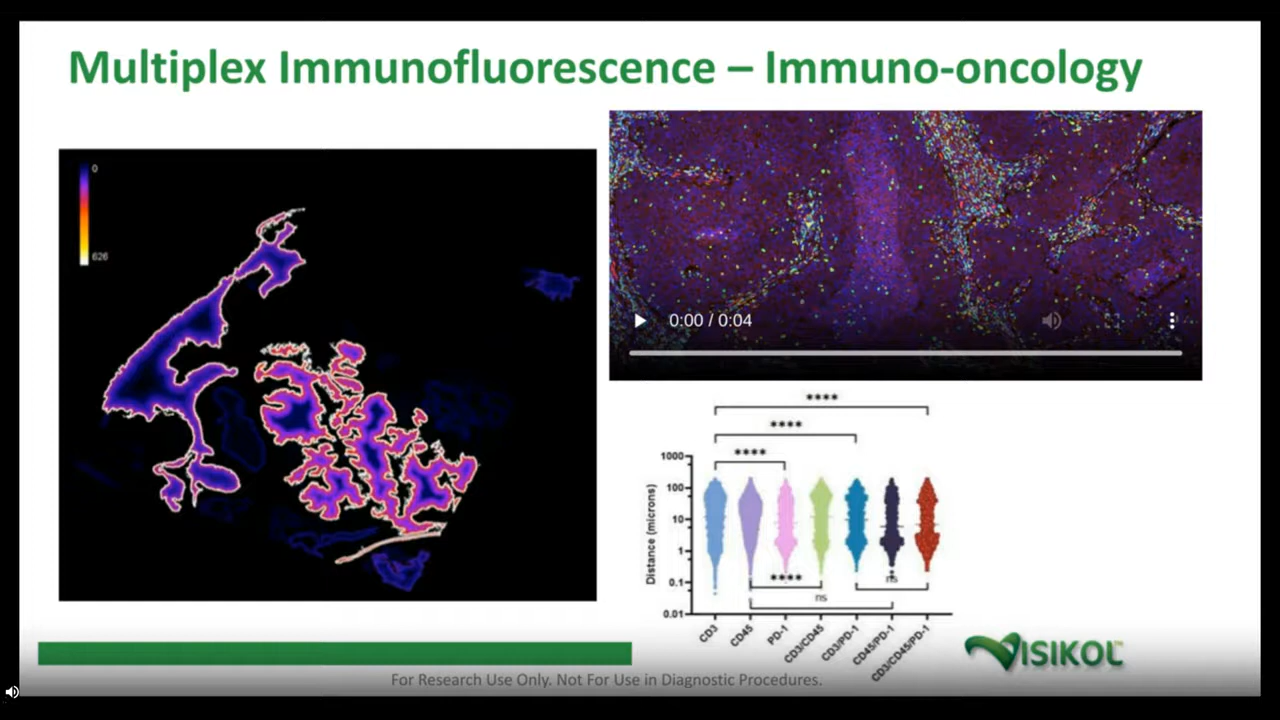 Multiplex Immunofluorescence – Immuno-oncology
0
626
0:00 / 0:04
****
****
****
1000
100
10
1
0.1
0.01
Distance (microns)
****
ns
ns
CD3
CD45
PD-1
CD3/CD45
CD3/PD-1
CD45/PD-1
CD3/CD45/PD-1
VISIKOL™
For Research Use Only. Not For Use in Diagnostic Procedures.